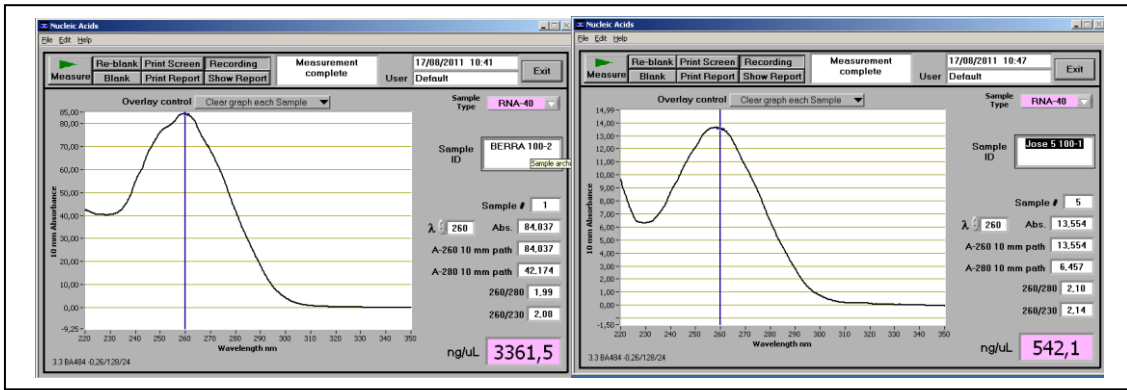 Nucleic Acids
File Edit Help
Measure
Re-blank Print Screen Recording
Blank Print Report Show Report
Measurement complete
17/08/2011 10:41
User Default
Exit
Overlay control Clear graph each Sample
Sample Type RNA-40
Sample ID BERRA 100-2
Sample archi
Sample # 1
λ 260 Abs. 84,037
A-260 10 mm path 84,037
A-280 10 mm path 42,174
260/280 1,99
260/230 2,08
ng/uL 3361,5
10 mm Absorbance
85,00
80,00
70,00
60,00
50,00
40,00
30,00
20,00
10,00
0,00
-9,25
220 230 240 250 260 270 280 290 300 310 320 330 340 350
Wavelength nm
3.3 BA484 -0,26/128/24
Nucleic Acids
File Edit Help
Measure
Re-blank Print Screen Recording
Blank Print Report Show Report
Measurement complete
17/08/2011 10:47
User Default
Exit
Overlay control Clear graph each Sample
Sample Type RNA-40
Sample ID Jose 5 100-1
Sample # 5
λ 260 Abs. 13,554
A-260 10 mm path 13,554
A-280 10 mm path 6,457
260/280 2,10
260/230 2,14
ng/uL 542,1
10 mm Absorbance
14,99
14,00
13,00
12,00
11,00
10,00
9,00
8,00
7,00
6,00
5,00
4,00
3,00
2,00
1,00
0,00
-1,50
220 230 240 250 260 270 280 290 300 310 320 330 340 350
Wavelength nm
3.3 BA484 -0,26/128/24